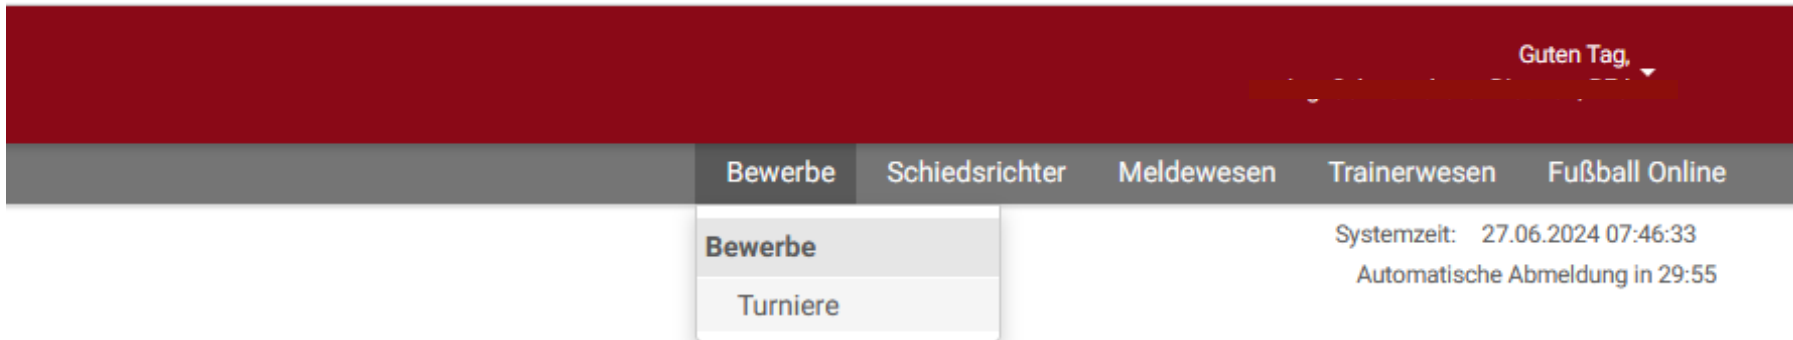 Guten Tag,
Bewerbe Schiedsrichter Meldewesen Trainerwesen Fußball Online
Systemzeit: 27.06.2024 07:46:33
Bewerbe
Automatische Abmeldung in 29:55
Turniere